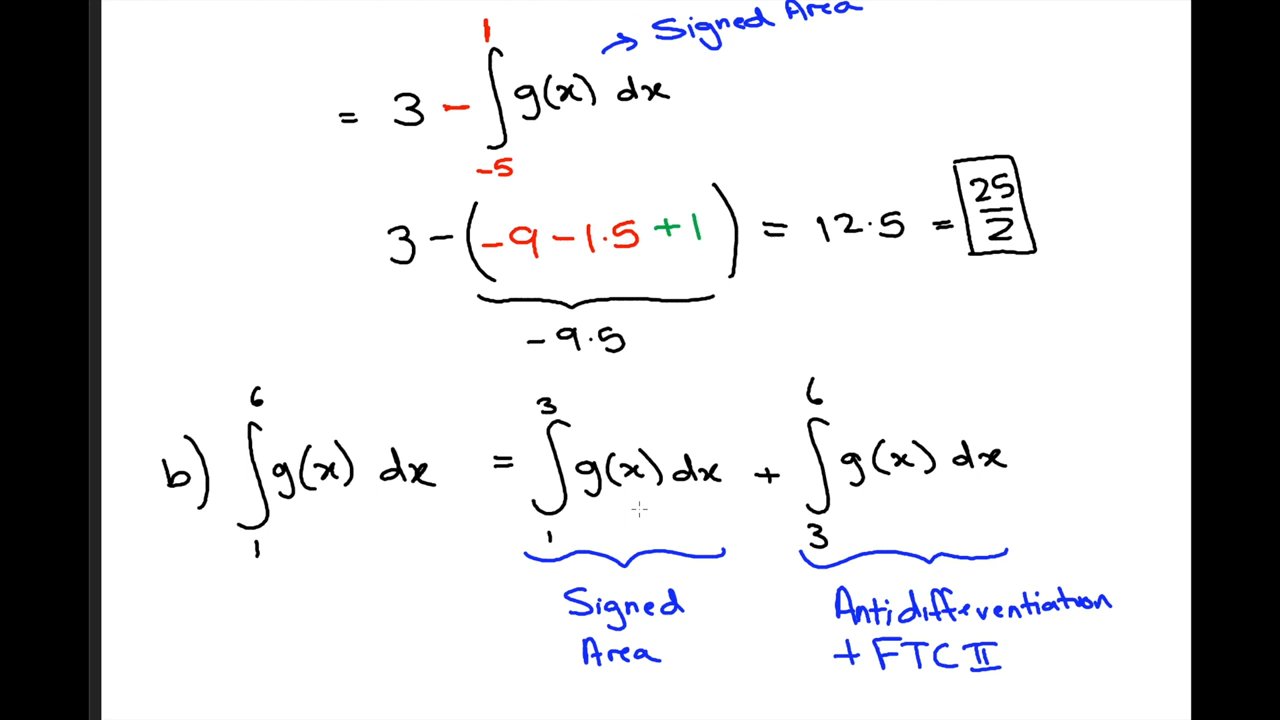 → Signed Area
= 3 - ∫_{-5}^{1} g(x) dx
3 - (-9 - 1.5 + 1) = 12.5 = 25/2
-9.5
b) ∫_{1}^{6} g(x) dx = ∫_{1}^{3} g(x) dx + ∫_{3}^{6} g(x) dx
Signed Area
Antidifferentiation + FTC II